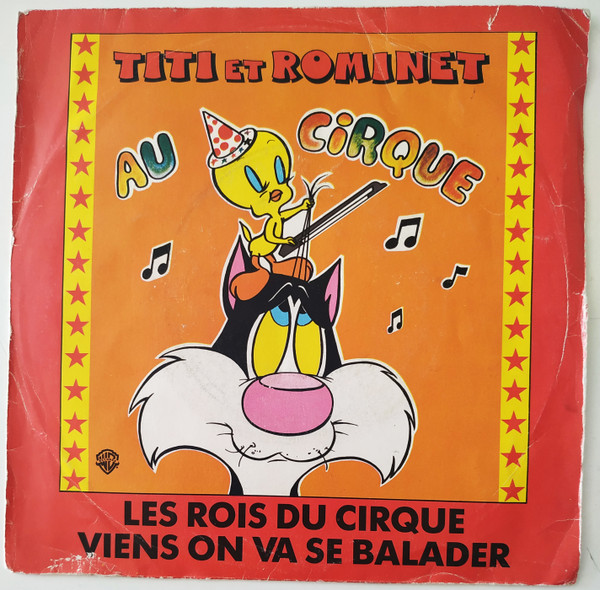 TITI ET ROMINET
AU CiRQUE
LES ROIS DU CIRQUE
VIENS ON VA SE BALADER